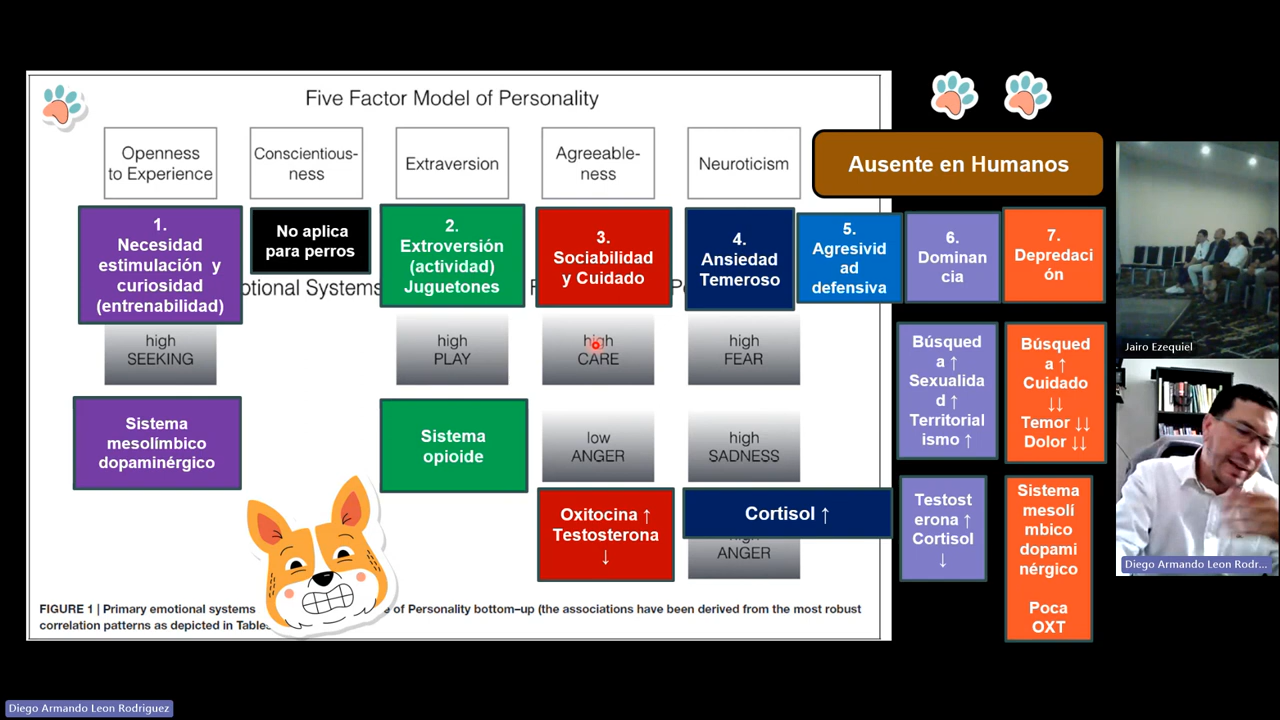 Five Factor Model of Personality
Openness
to Experience
Conscientious-
ness
Extraversion
Agreeable-
ness
Neuroticism
Ausente en Humanos
1.
Necesidad
estimulación y
curiosidad
(entrenabilidad)
No aplica
para perros
2.
Extroversión
(actividad)
Juguetones
3.
Sociabilidad
y Cuidado
4.
Ansiedad
Temeroso
5.
Agresivid
ad
defensiva
6.
Dominan
cia
7.
Depredaci
ón
otional Systems
high
SEEKING
high
PLAY
high
CARE
high
FEAR
Búsqued
a ↑
Sexualida
d ↑
Territorial
ismo ↑
Búsqued
a ↑
Cuidado
↓↓
Temor ↓↓
Dolor ↓↓
Sistema
mesolímbico
dopaminérgico
Sistema
opioide
low
ANGER
high
SADNESS
Oxitocina ↑
Testosterona
↓
Cortisol ↑
high
ANGER
Testost
erona ↑
Cortisol
↓
Sistema
mesolí
mbico
dopami
nérgico
Poca
OXT
FIGURE 1 | Primary emotional systems e of Personality bottom–up (the associations have been derived from the most robust
correlation patterns as depicted in Table
Jairo Ezequiel
Diego Armando Leon Rodr...
Diego Armando Leon Rodriguez